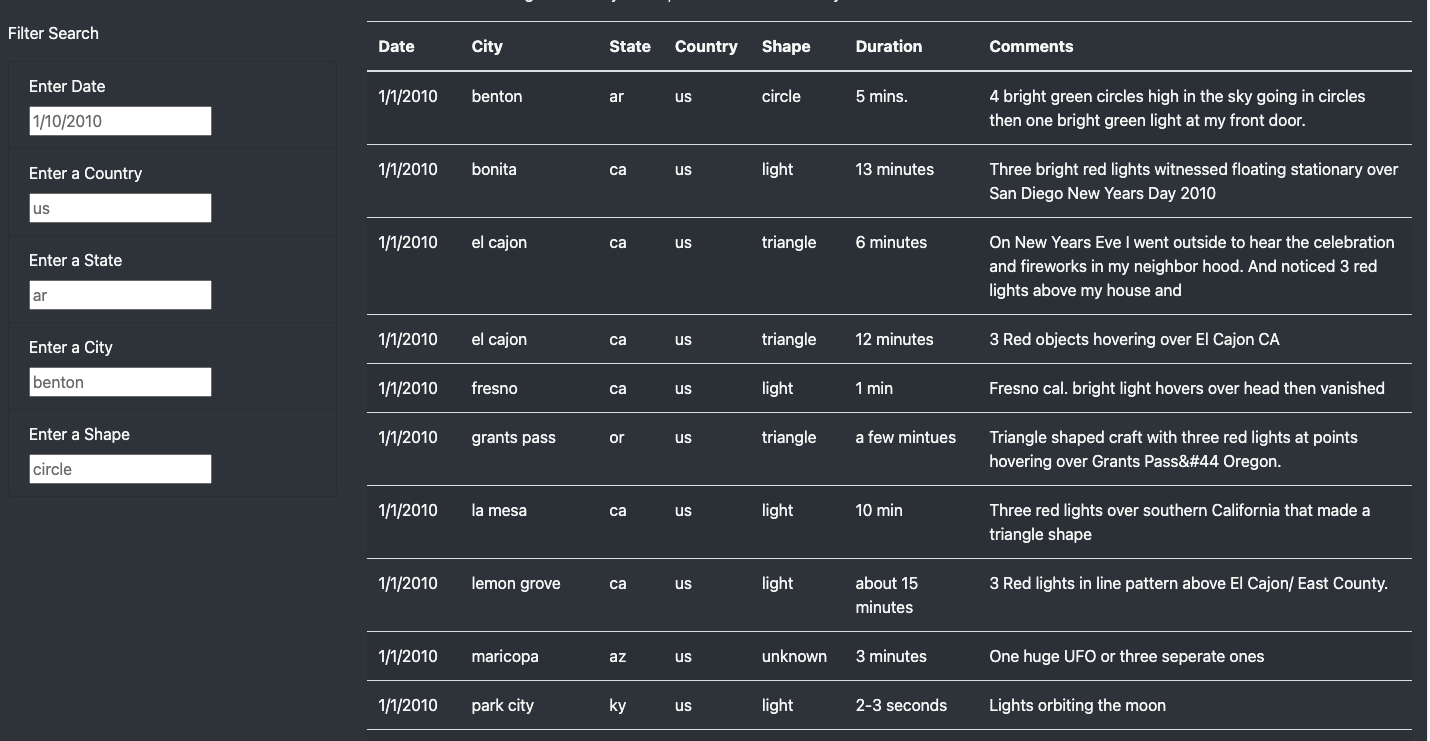 Filter Search
Enter Date
1/10/2010
Enter a Country
us
Enter a State
ar
Enter a City
benton
Enter a Shape
circle
Date City State Country Shape Duration Comments
1/1/2010 benton ar us circle 5 mins. 4 bright green circles high in the sky going in circles
then one bright green light at my front door.
1/1/2010 bonita ca us light 13 minutes Three bright red lights witnessed floating stationary over
San Diego New Years Day 2010
1/1/2010 el cajon ca us triangle 6 minutes On New Years Eve I went outside to hear the celebration
and fireworks in my neighbor hood. And noticed 3 red
lights above my house and
1/1/2010 el cajon ca us triangle 12 minutes 3 Red objects hovering over El Cajon CA
1/1/2010 fresno ca us light 1 min Fresno cal. bright light hovers over head then vanished
1/1/2010 grants pass or us triangle a few mintues Triangle shaped craft with three red lights at points
hovering over Grants Pass&#44 Oregon.
1/1/2010 la mesa ca us light 10 min Three red lights over southern California that made a
triangle shape
1/1/2010 lemon grove ca us light about 15 3 Red lights in line pattern above El Cajon/ East County.
minutes
1/1/2010 maricopa az us unknown 3 minutes One huge UFO or three seperate ones
1/1/2010 park city ky us light 2-3 seconds Lights orbiting the moon